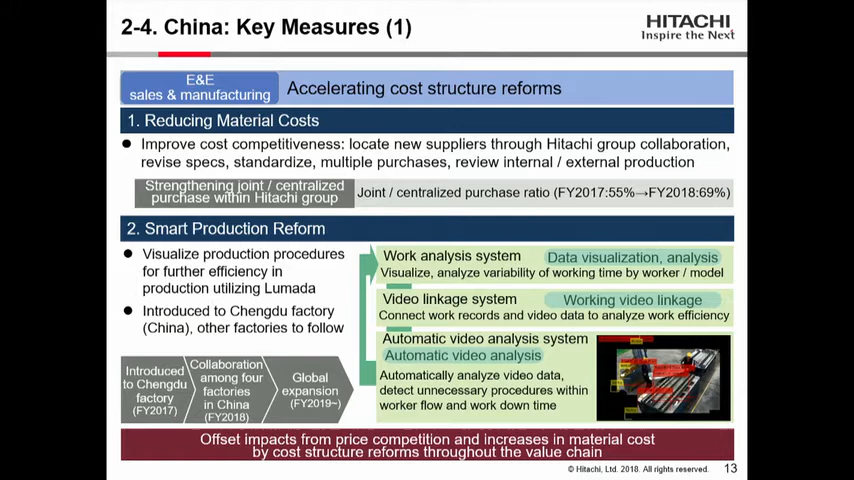 2-4. China: Key Measures (1)
HITACHI
Inspire the Next
E&E
sales & manufacturing
Accelerating cost structure reforms
1. Reducing Material Costs
● Improve cost competitiveness: locate new suppliers through Hitachi group collaboration,
revise specs, standardize, multiple purchases, review internal / external production
Strengthening joint / centralized
purchase within Hitachi group
Joint / centralized purchase ratio (FY2017:55%→FY2018:69%)
2. Smart Production Reform
● Visualize production procedures
for further efficiency in
production utilizing Lumada
● Introduced to Chengdu factory
(China), other factories to follow
Introduced
to Chengdu
factory
(FY2017)
Collaboration
among four
factories
in China
(FY2018)
Global
expansion
(FY2019~)
Work analysis system
Data visualization, analysis
Visualize, analyze variability of working time by worker / model
Video linkage system
Working video linkage
Connect work records and video data to analyze work efficiency
Automatic video analysis system
Automatic video analysis
Automatically analyze video data,
detect unnecessary procedures within
worker flow and work down time
Offset impacts from price competition and increases in material cost
by cost structure reforms throughout the value chain
© Hitachi, Ltd. 2018. All rights reserved.
13